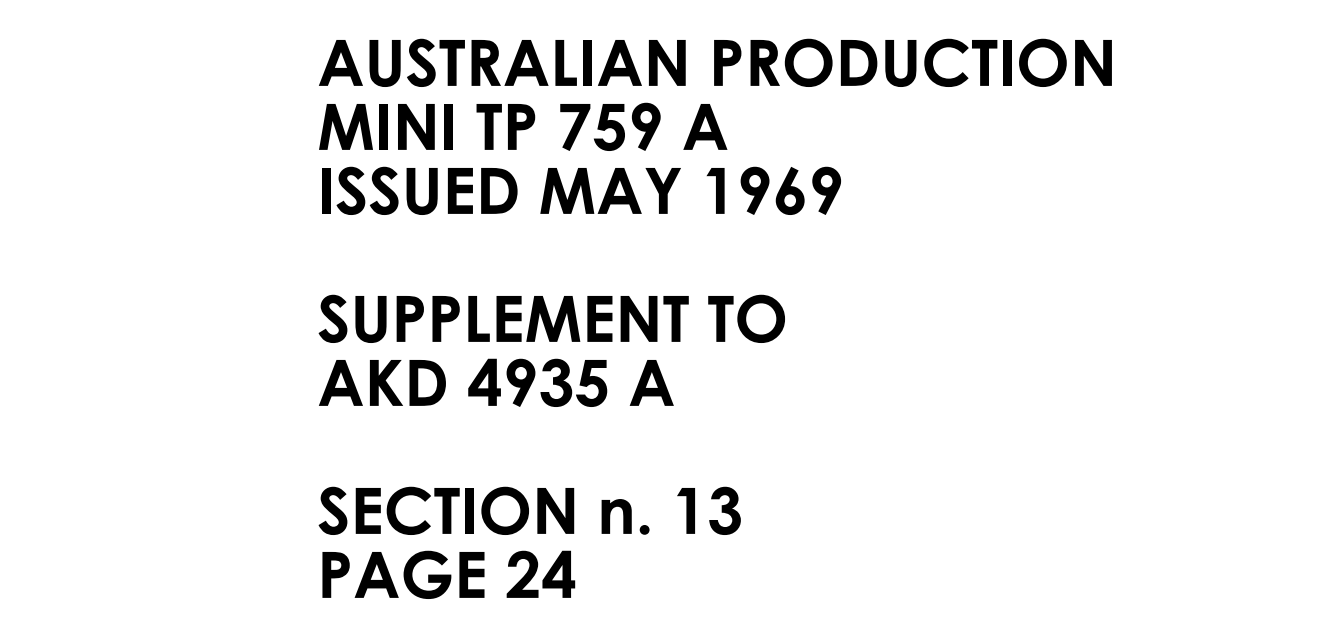 AUSTRALIAN PRODUCTION
MINI TP 759 A
ISSUED MAY 1969
SUPPLEMENT TO
AKD 4935 A
SECTION n. 13
PAGE 24